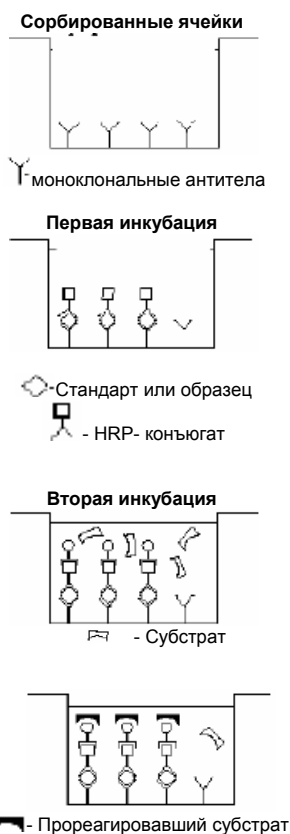 Сорбированные ячейки
моноклональные антитела
Первая инкубация
-Стандарт или образец
- HRP- конъюгат
Вторая инкубация
- Субстрат
- Прореагировавший субстрат